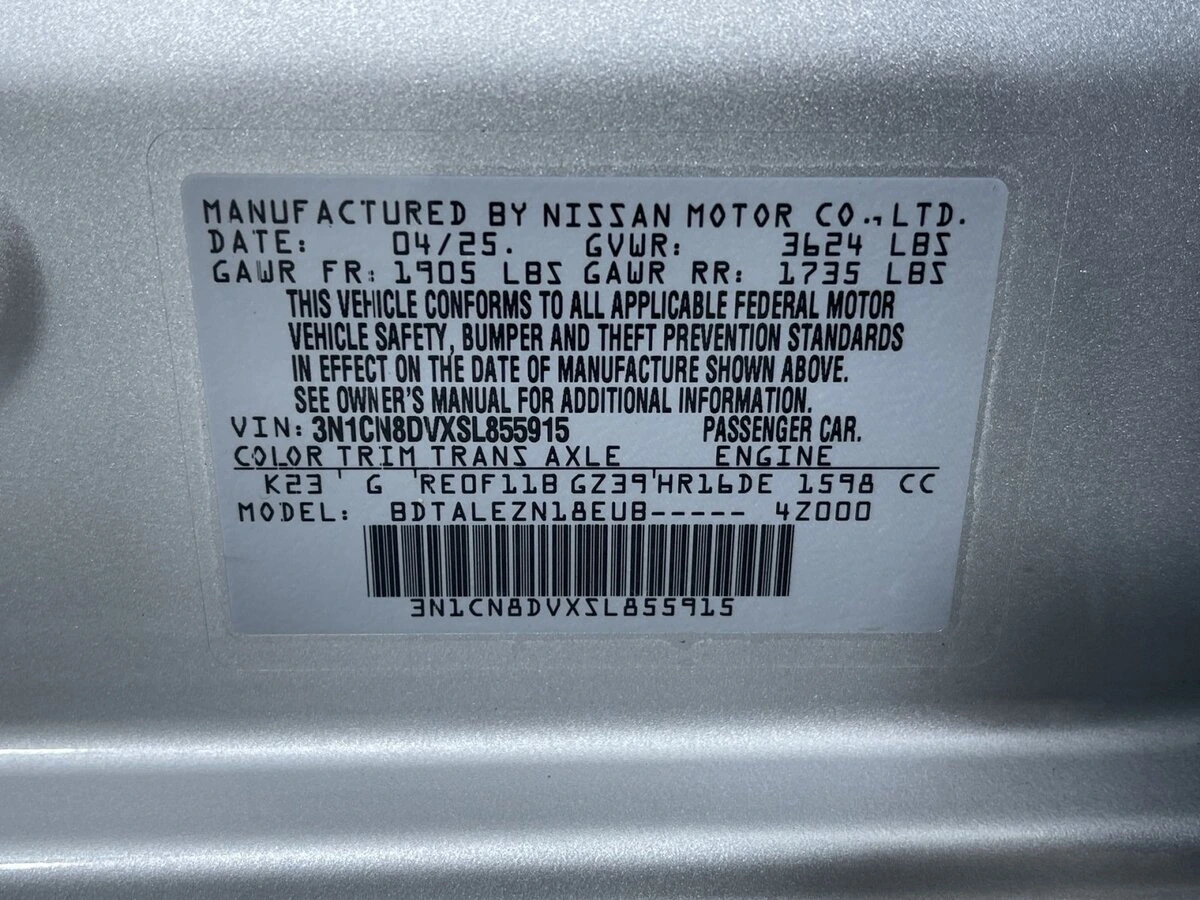 MANUFACTURED BY NISSAN MOTOR CO., LTD.
DATE: 04/25. GVWR: 3624 LBS
GAWR FR: 1905 LBS GAWR RR: 1735 LBS
THIS VEHICLE CONFORMS TO ALL APPLICABLE FEDERAL MOTOR
VEHICLE SAFETY, BUMPER AND THEFT PREVENTION STANDARDS
IN EFFECT ON THE DATE OF MANUFACTURE SHOWN ABOVE.
SEE OWNER'S MANUAL FOR ADDITIONAL INFORMATION.
VIN: 3N1CN8DVXSL855915 PASSENGER CAR.
COLOR TRIM TRANS AXLE ENGINE
K23 G RE0F11B GZ39 HR16DE 1598 CC
MODEL: BDTALEZN18EUB----- 4Z000
3N1CN8DVXSL855915